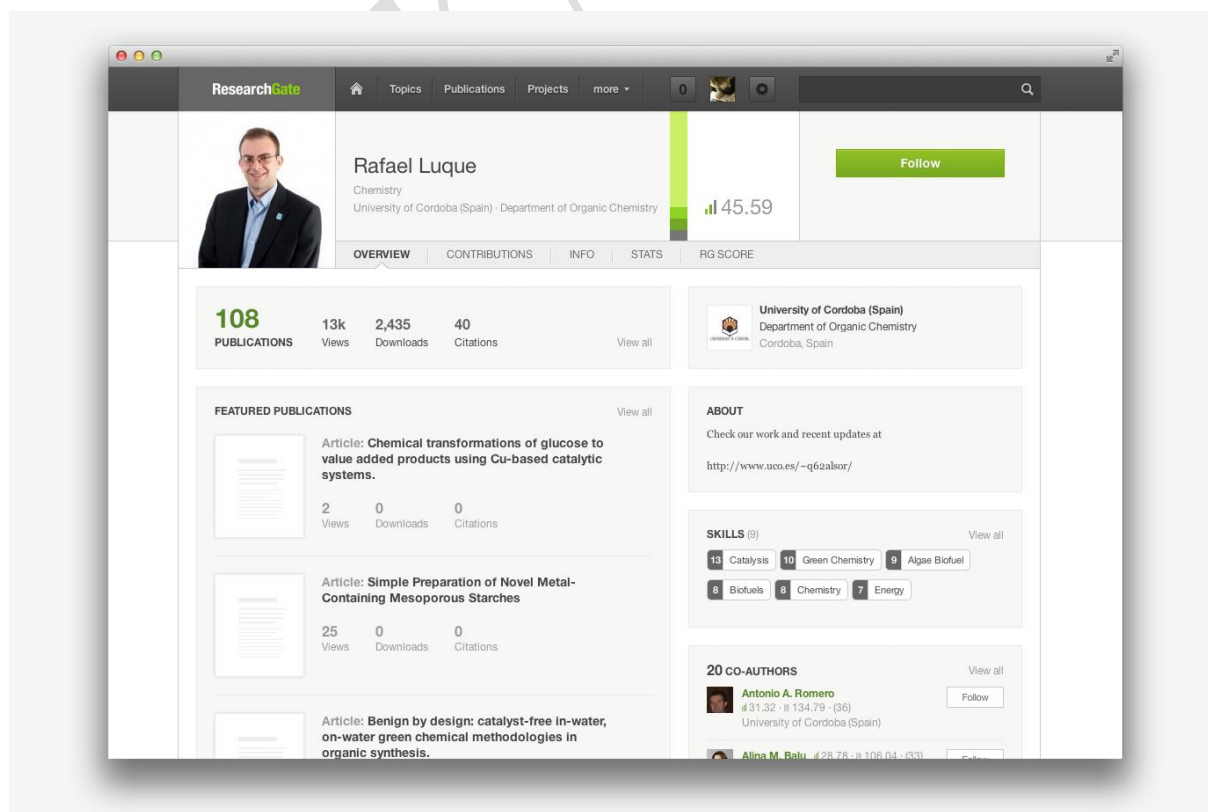 ResearchGate
Topics Publications Projects more
0
Rafael Luque
Chemistry
University of Cordoba (Spain) · Department of Organic Chemistry
45.59
Follow
OVERVIEW CONTRIBUTIONS INFO STATS RG SCORE
108 13k 2,435 40
PUBLICATIONS Views Downloads Citations View all
University of Cordoba (Spain)
Department of Organic Chemistry
Cordoba, Spain
FEATURED PUBLICATIONS View all
Article: Chemical transformations of glucose to
value added products using Cu-based catalytic
systems.
2 0 0
Views Downloads Citations
Article: Simple Preparation of Novel Metal-
Containing Mesoporous Starches
25 0 0
Views Downloads Citations
Article: Benign by design: catalyst-free in-water,
on-water green chemical methodologies in
organic synthesis.
ABOUT
Check our work and recent updates at
http://www.uco.es/~q62alsor/
SKILLS (9) View all
13 Catalysis 10 Green Chemistry 9 Algae Biofuel
8 Biofuels 8 Chemistry 7 Energy
20 CO-AUTHORS View all
Antonio A. Romero Follow
31.32 · 134.79 · (36)
University of Cordoba (Spain)
Alina M. Balu 28.78 · 106.04 · (33) Follow